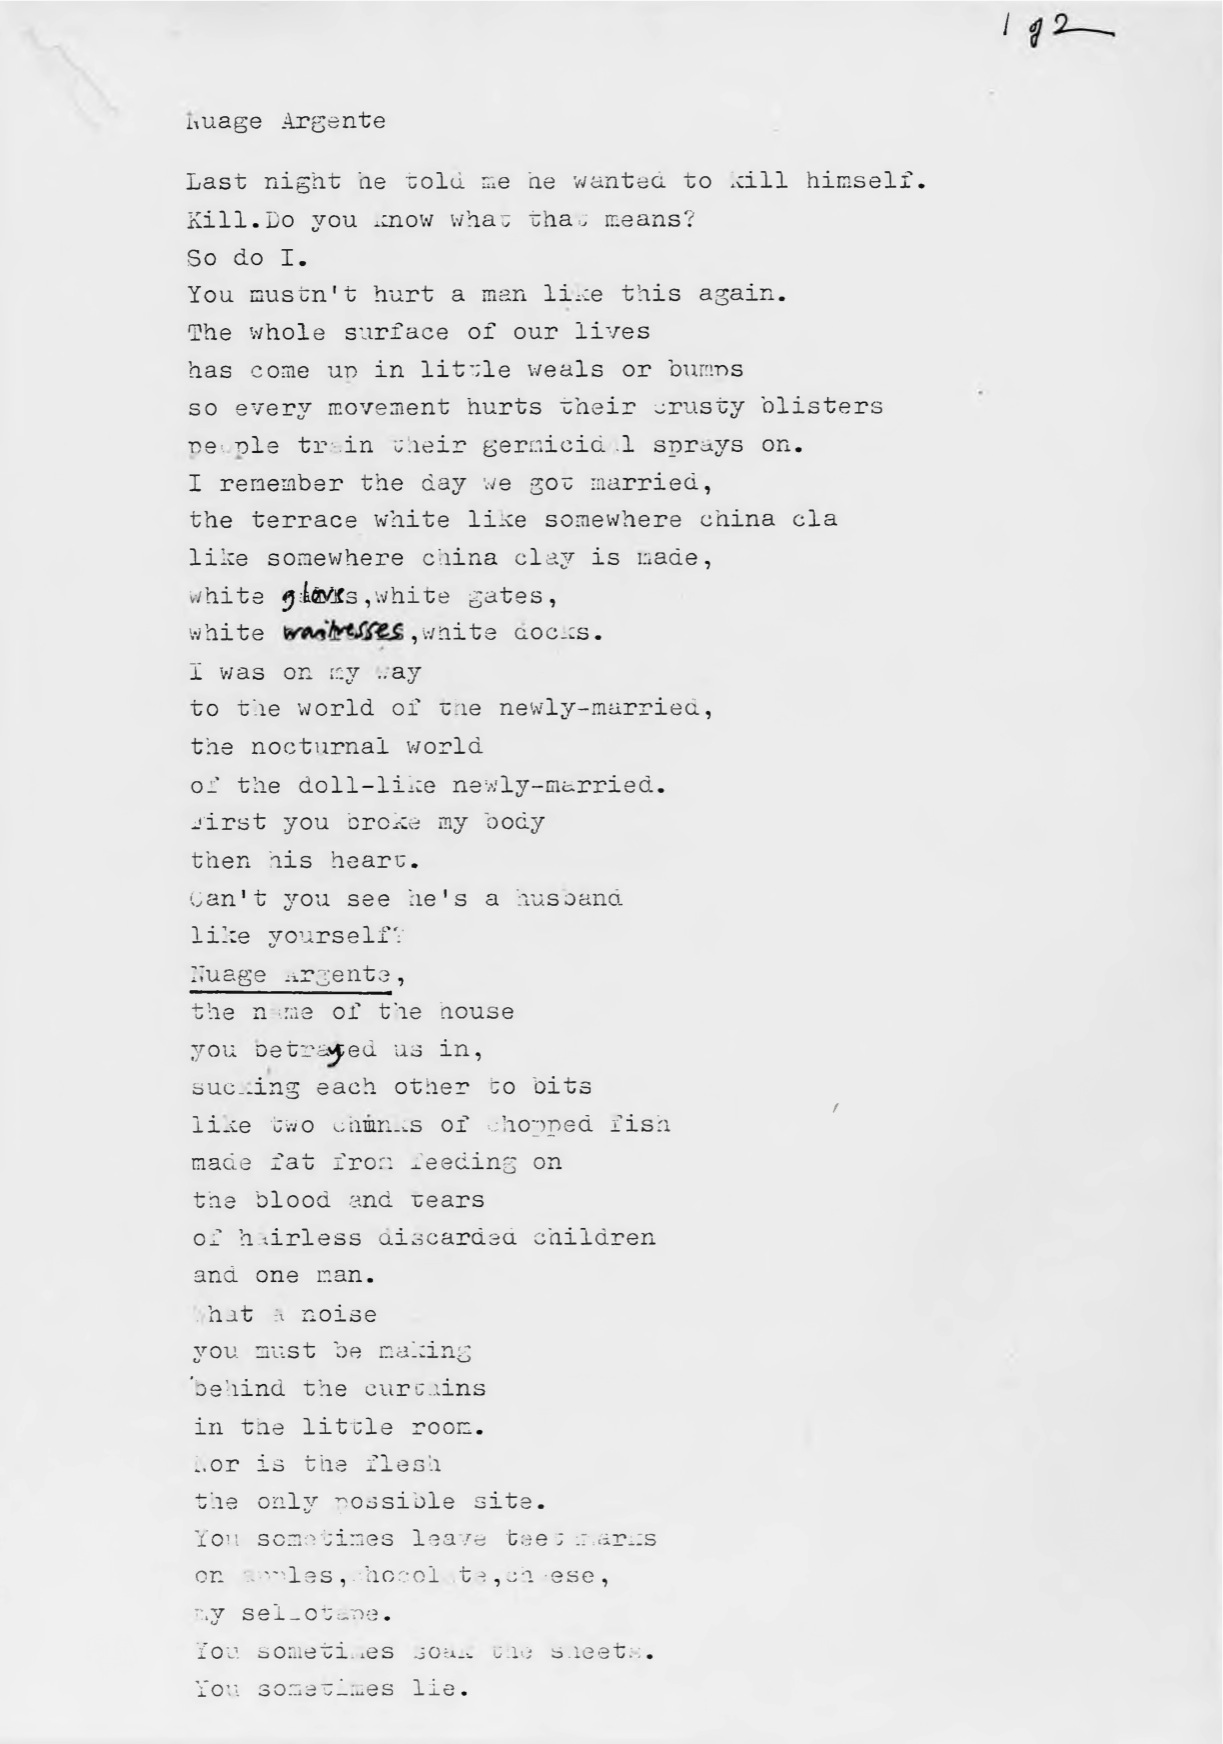 1 of 2
Nuage Argente
Last night he told me he wanted to kill himself.
Kill.Do you know what that means?
So do I.
You mustn't hurt a man like this again.
The whole surface of our lives
has come up in little weals or bumps
so every movement hurts their crusty blisters
people train their germicidal sprays on.
I remember the day we got married,
the terrace white like somewhere china cla
like somewhere china clay is made,
white gloves,white gates,
white waitresses,white docks.
I was on my way
to the world of the newly-married,
the nocturnal world
of the doll-like newly-married.
First you broke my body
then his heart.
Can't you see he's a husband
like yourself?
Nuage Argente,
the name of the house
you betrayed us in,
sucking each other to bits
like two chunks of chopped fish
made fat from feeding on
the blood and tears
of hairless discarded children
and one man.
What a noise
you must be making
behind the curtains
in the little room.
Nor is the flesh
the only possible site.
You sometimes leave teet marks
on apples,chocolate,cheese,
my sellotape.
You sometimes soak the sheets.
You sometimes lie.